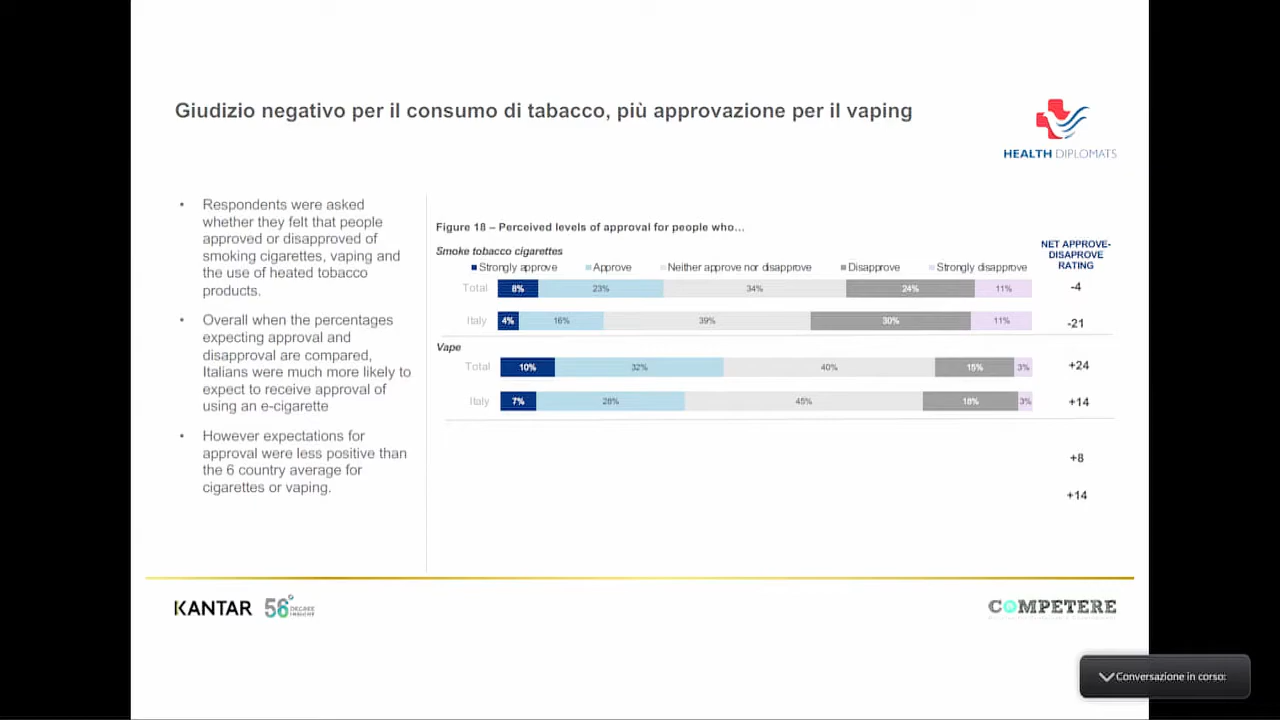 Giudizio negativo per il consumo di tabacco, più approvazione per il vaping
HEALTH DIPLOMATS
• Respondents were asked
whether they felt that people
approved or disapproved of
smoking cigarettes, vaping and
the use of heated tobacco
products.
• Overall when the percentages
expecting approval and
disapproval are compared,
Italians were much more likely to
expect to receive approval of
using an e-cigarette
• However expectations for
approval were less positive than
the 6 country average for
cigarettes or vaping.
Figure 18 – Perceived levels of approval for people who...
Smoke tobacco cigarettes
Strongly approve Approve Neither approve nor disapprove Disapprove Strongly disapprove
NET APPROVE-
DISAPROVE
RATING
Total 8% 23% 34% 24% 11% -4
Italy 4% 16% 39% 30% 11% -21
Vape
Total 10% 32% 40% 15% 3% +24
Italy 7% 28% 45% 18% 3% +14
+8
+14
KANTAR 56° DEGREE INSIGHT
COMPETERE
Conversazione in corso: